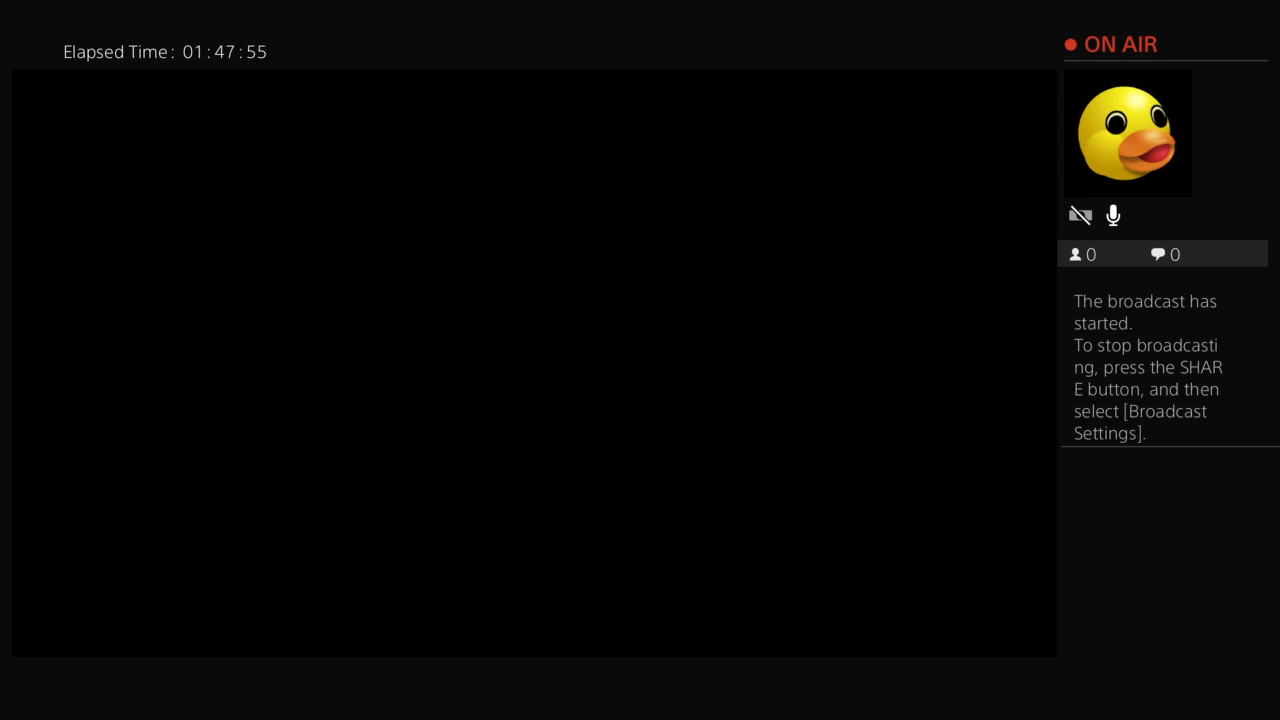 Elapsed Time: 01:47:55
ON AIR
0 0
The broadcast has
started.
To stop broadcasti
ng, press the SHAR
E button, and then
select [Broadcast
Settings].